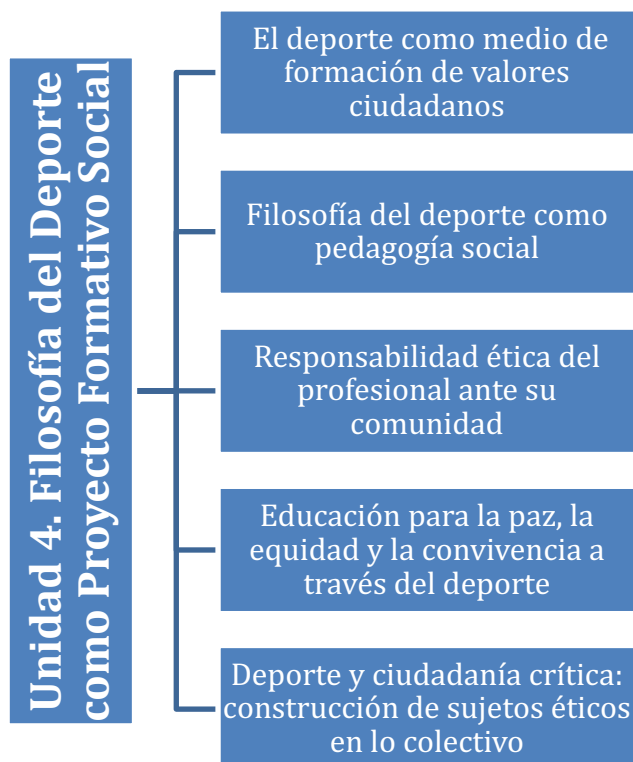 Unidad 4. Filosofía del Deporte
como Proyecto Formativo Social
El deporte como medio de
formación de valores
ciudadanos
Filosofía del deporte como
pedagogía social
Responsabilidad ética del
profesional ante su
comunidad
Educación para la paz, la
equidad y la convivencia a
través del deporte
Deporte y ciudadanía crítica:
construcción de sujetos éticos
en lo colectivo